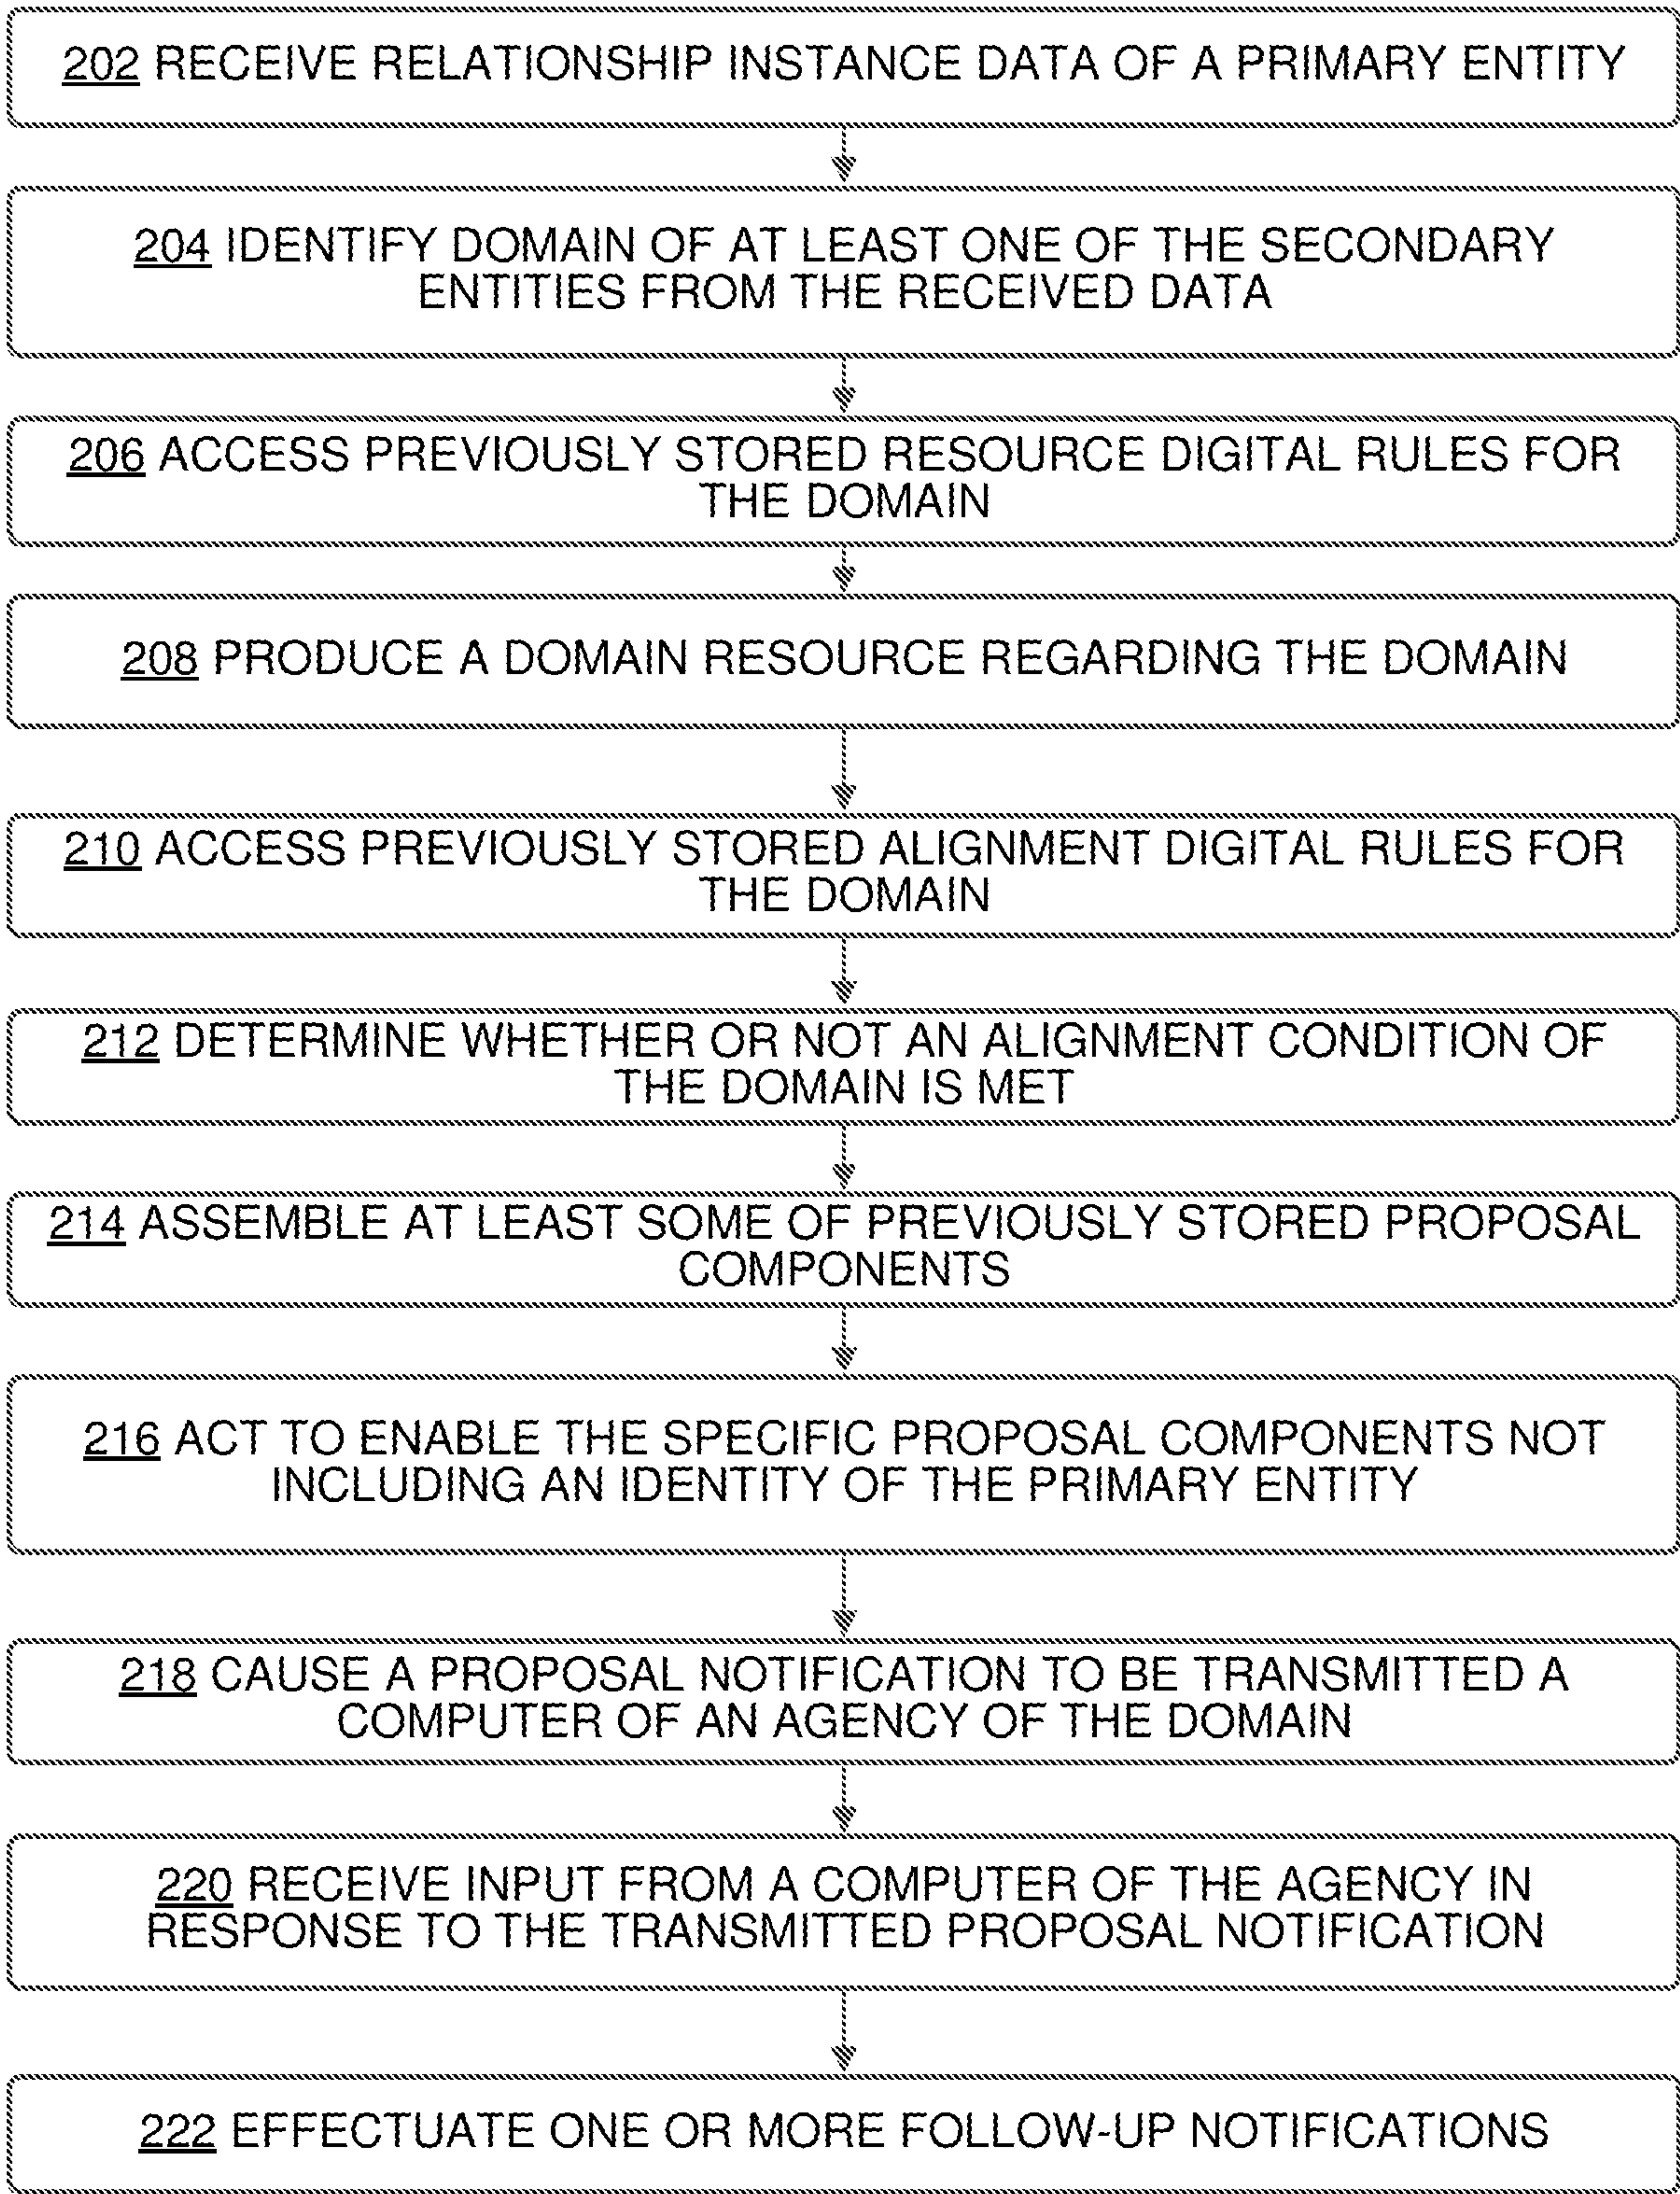 202 RECEIVE RELATIONSHIP INSTANCE DATA OF A PRIMARY ENTITY
204 IDENTIFY DOMAIN OF AT LEAST ONE OF THE SECONDARY
ENTITIES FROM THE RECEIVED DATA
206 ACCESS PREVIOUSLY STORED RESOURCE DIGITAL RULES FOR
THE DOMAIN
208 PRODUCE A DOMAIN RESOURCE REGARDING THE DOMAIN
210 ACCESS PREVIOUSLY STORED ALIGNMENT DIGITAL RULES FOR
THE DOMAIN
212 DETERMINE WHETHER OR NOT AN ALIGNMENT CONDITION OF
THE DOMAIN IS MET
214 ASSEMBLE AT LEAST SOME OF PREVIOUSLY STORED PROPOSAL
COMPONENTS
216 ACT TO ENABLE THE SPECIFIC PROPOSAL COMPONENTS NOT
INCLUDING AN IDENTITY OF THE PRIMARY ENTITY
218 CAUSE A PROPOSAL NOTIFICATION TO BE TRANSMITTED A
COMPUTER OF AN AGENCY OF THE DOMAIN
220 RECEIVE INPUT FROM A COMPUTER OF THE AGENCY IN
RESPONSE TO THE TRANSMITTED PROPOSAL NOTIFICATION
222 EFFECTUATE ONE OR MORE FOLLOW-UP NOTIFICATIONS